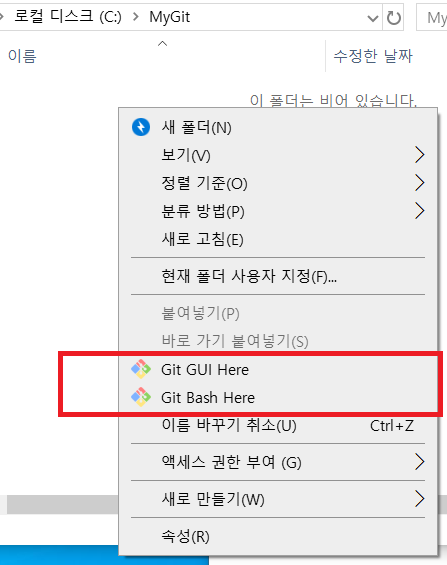 로컬 디스크 (C:) > MyGit
My
이름
수정한 날짜
이 폴더는 비어 있습니다.
새 폴더(N)
보기(V)
정렬 기준(O)
분류 방법(P)
새로 고침(E)
현재 폴더 사용자 지정(F)...
붙여넣기(P)
바로 가기 붙여넣기(S)
Git GUI Here
Git Bash Here
이름 바꾸기 취소(U) Ctrl+Z
액세스 권한 부여 (G)
새로 만들기(W)
속성(R)